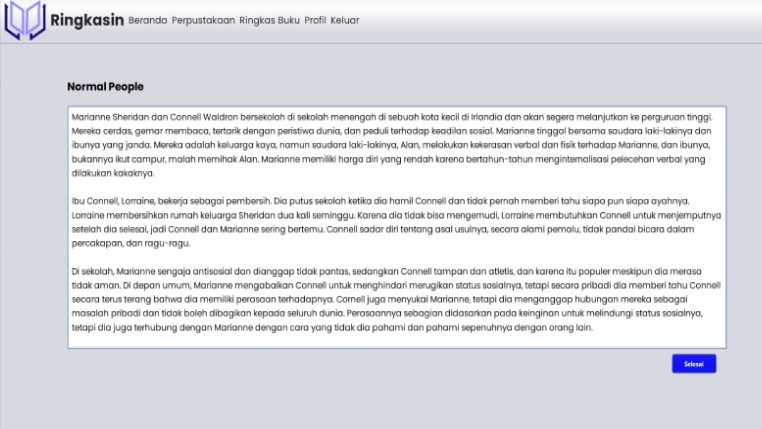 Ringkasin Beranda Perpustakaan Ringkas Buku Profil Keluar
Normal People
Marianne Sheridan dan Connell Waldron bersekolah di sekolah menengah di sebuah kota kecil di Irlandia dan akan segera melanjutkan ke perguruan tinggi.
Mereka cerdas, gemar membaca, tertarik dengan peristiwa dunia, dan peduli terhadap keadilan sosial. Marianne tinggal bersama saudara laki-lakinya dan
ibunya yang janda. Mereka adalah keluarga kaya, namun saudara laki-lakinya, Alan, melakukan kekerasan verbal dan fisik terhadap Marianne, dan ibunya,
bukannya ikut campur, malah memihak Alan. Marianne memiliki harga diri yang rendah karena bertahun-tahun menginternalisasi pelecehan verbal yang
dilakukan kakaknya.
Ibu Connell, Lorraine, bekerja sebagai pembersih. Dia putus sekolah ketika dia hamil Connell dan tidak pernah memberi tahu siapa pun siapa ayahnya.
Lorraine membersihkan rumah keluarga Sheridan dua kali seminggu. Karena dia tidak bisa mengemudi, Lorraine membutuhkan Connell untuk menjemputnya
setelah dia selesai, jadi Connell dan Marianne sering bertemu. Connell sadar diri tentang asal usulnya, secara alami pemalu, tidak pandai bicara dalam
percakapan, dan ragu-ragu.
Di sekolah, Marianne sengaja antisosial dan dianggap tidak pantas, sedangkan Connell tampan dan atletis, dan karena itu populer meskipun dia merasa
tidak aman. Di depan umum, Marianne mengabaikan Connell untuk menghindari merugikan status sosialnya, tetapi secara pribadi dia memberi tahu Connell
secara terus terang bahwa dia memiliki perasaan terhadapnya. Cornell juga menyukai Marianne, tetapi dia menganggap hubungan mereka sebagai
masalah pribadi dan tidak boleh dibagikan kepada seluruh dunia. Perasaannya sebagian didasarkan pada keinginan untuk melindungi status sosialnya,
tetapi dia juga terhubung dengan Marianne dengan cara yang tidak dia pahami dan pahami sepenuhnya dengan orang lain.
Selesai